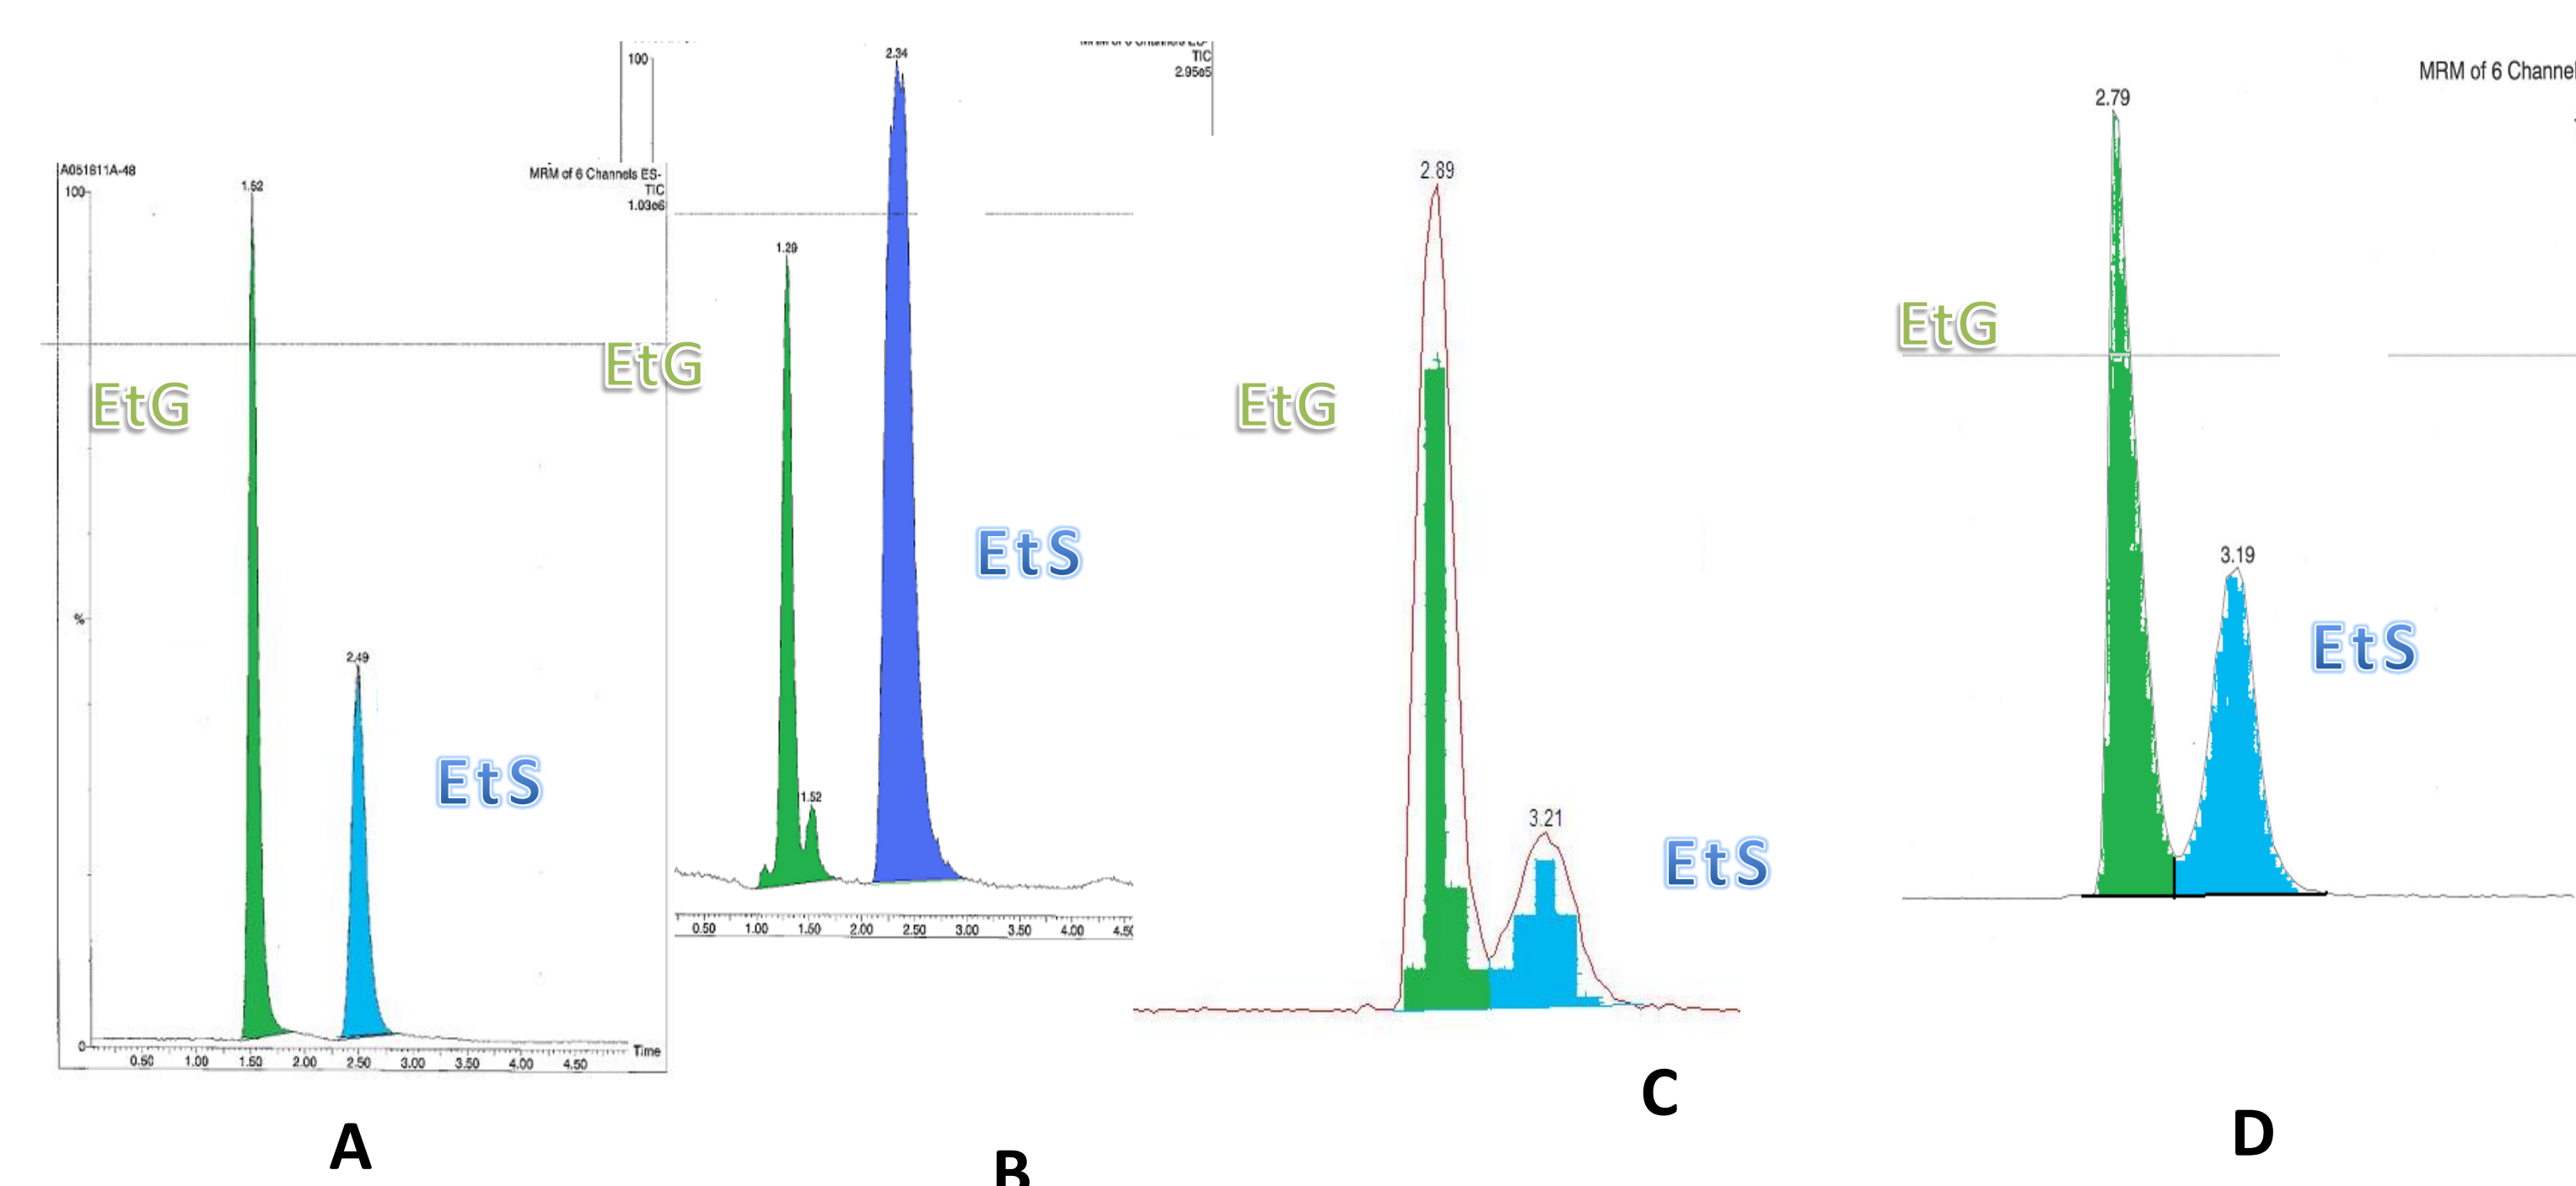 A051811A-48
MRM of 6 Channels ES-
TIC
1.03e6
100
1.52
EtG
%
2.49
EtS
0
0.50 1.00 1.50 2.00 2.50 3.00 3.50 4.00 4.50
Time
A
100
2.34
TIC
2.95e5
1.29
EtG
EtS
1.52
0.50 1.00 1.50 2.00 2.50 3.00 3.50 4.00 4.50
B
2.89
EtG
3.21
EtS
C
MRM of 6 Channel
2.79
EtG
3.19
EtS
D